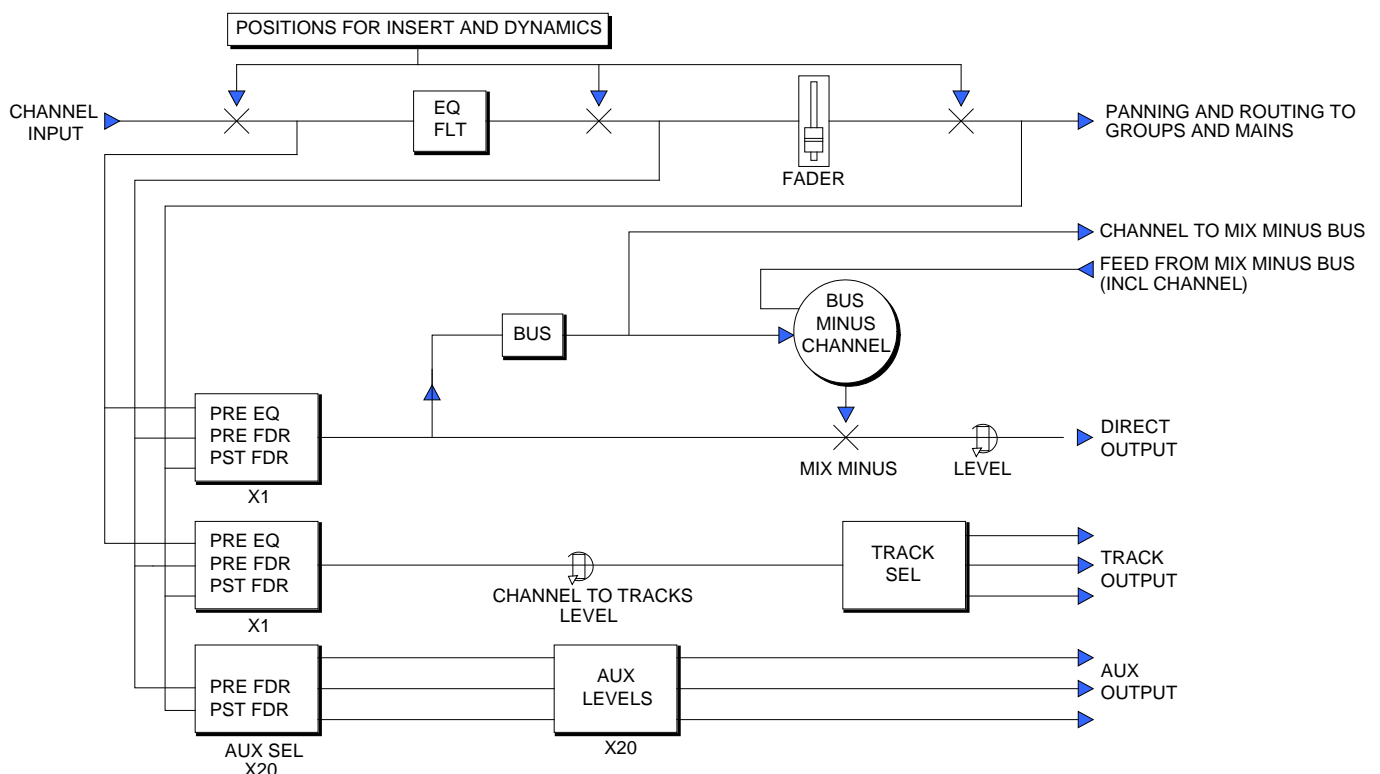 POSITIONS FOR INSERT AND DYNAMICS
CHANNEL
INPUT
EQ
FLT
FADER
PANNING AND ROUTING TO
GROUPS AND MAINS
CHANNEL TO MIX MINUS BUS
FEED FROM MIX MINUS BUS
(INCL CHANNEL)
BUS
MINUS
CHANNEL
BUS
PRE EQ
PRE FDR
PST FDR
X1
MIX MINUS
LEVEL
DIRECT
OUTPUT
PRE EQ
PRE FDR
PST FDR
X1
CHANNEL TO TRACKS
LEVEL
TRACK
SEL
TRACK
OUTPUT
PRE FDR
PST FDR
AUX SEL
X20
AUX
LEVELS
X20
AUX
OUTPUT